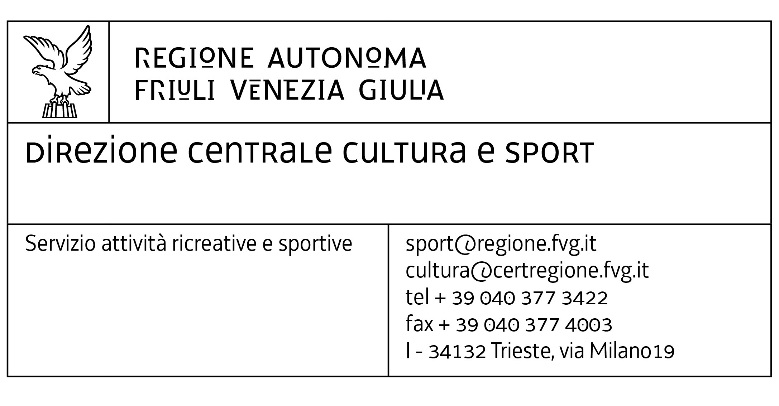 REGIONE AUTONOMA
FRIULI VENEZIA GIULIA
DIREZIONE CENTRALE CULTURA E SPORT
Servizio attività ricreative e sportive
sport@regione.fvg.it
cultura@certregione.fvg.it
tel + 39 040 377 3422
fax + 39 040 377 4003
I - 34132 Trieste, via Milano19